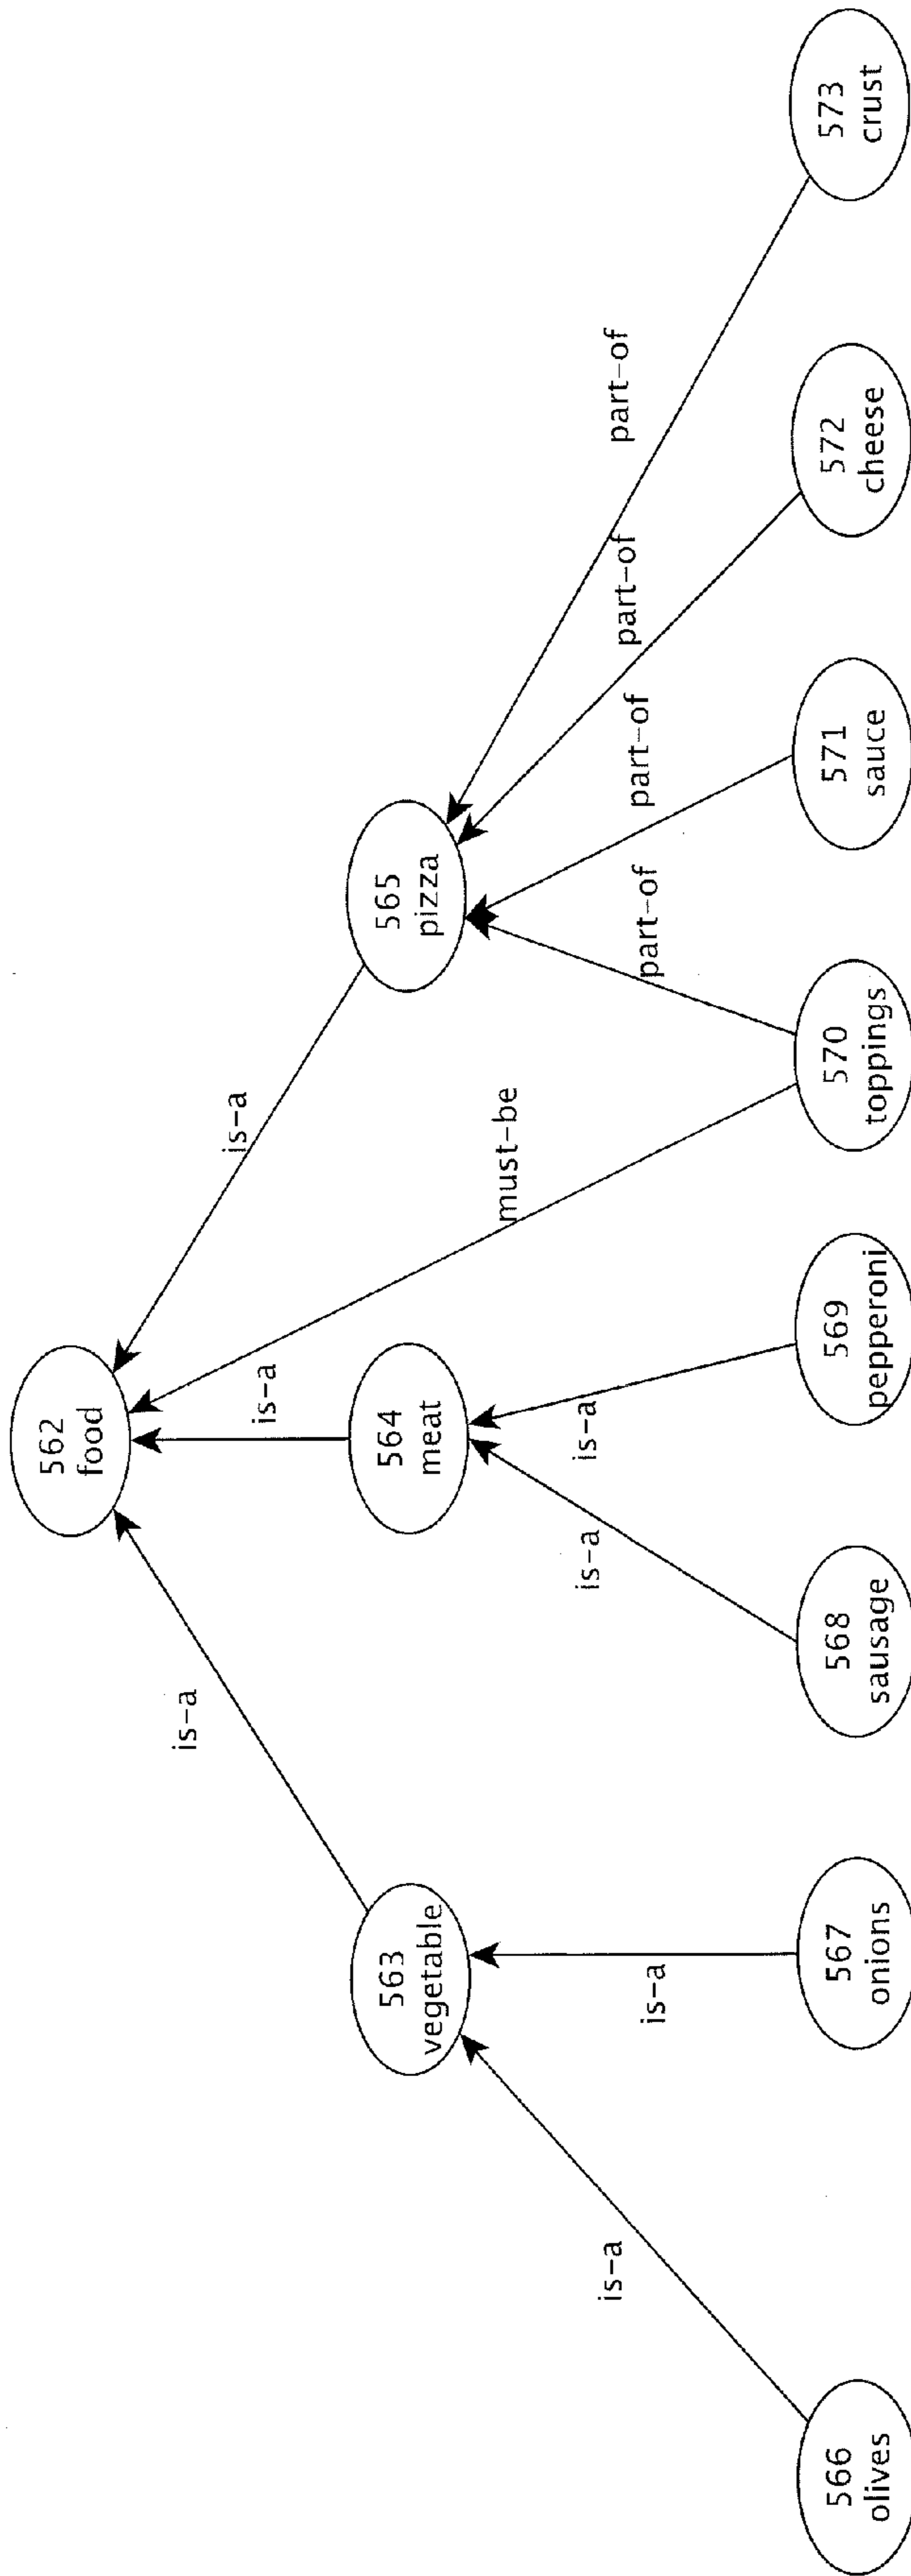 562
food
is-a
is-a
is-a
must-be
563
vegetable
564
meat
565
pizza
is-a
is-a
is-a
is-a
part-of
part-of
part-of
part-of
566
olives
567
onions
568
sausage
569
pepperoni
570
toppings
571
sauce
572
cheese
573
crust